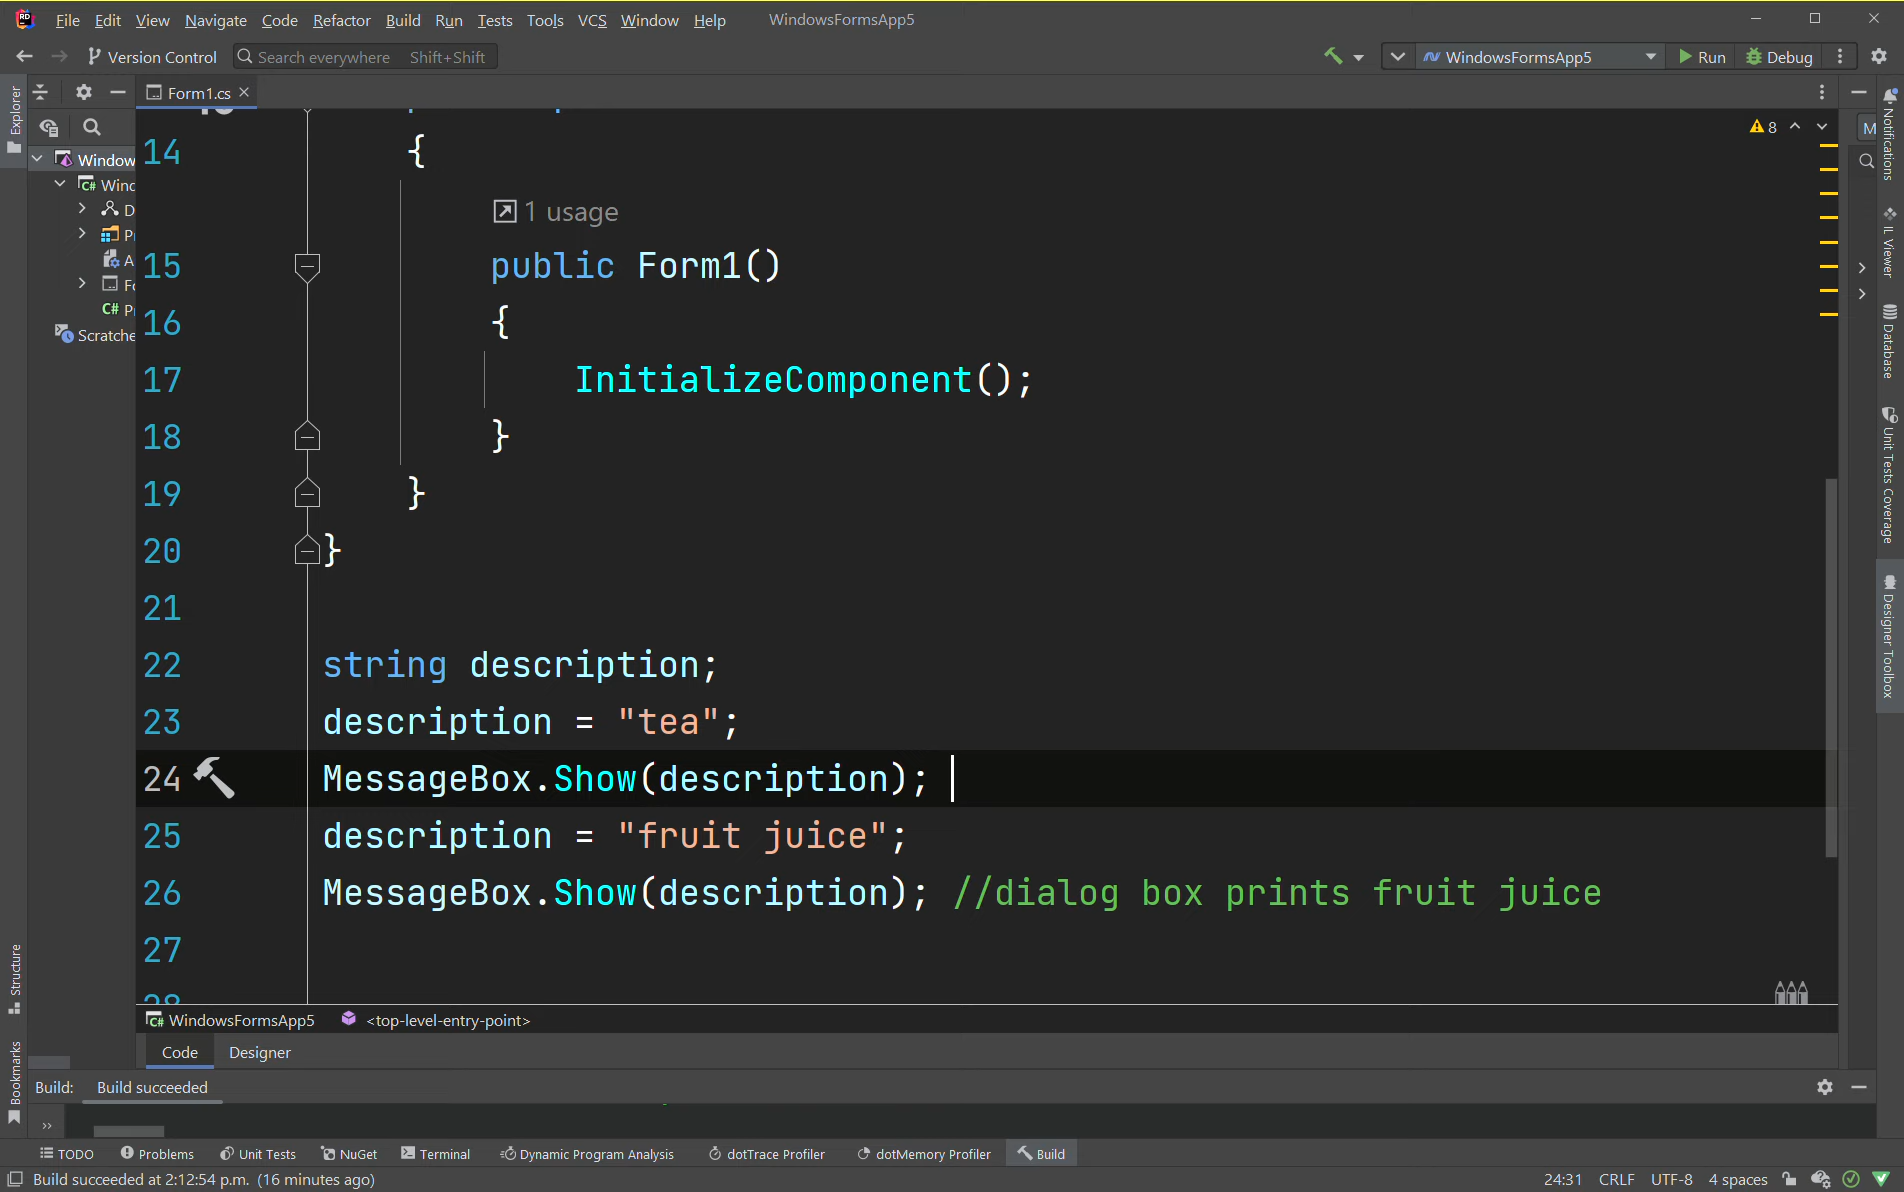 File Edit View Navigate Code Refactor Build Run Tests Tools VCS Window Help WindowsFormsApp5
Version Control Search everywhere Shift+Shift WindowsFormsApp5 Run Debug
Explorer
Form1.cs
8
M
Window
Wind
D
P
A
Fo
C# P
Scratche
14 {
1 usage
15 public Form1()
16 {
17 InitializeComponent();
18 }
19 }
20 }
21
22 string description;
23 description = "tea";
24 MessageBox.Show(description);
25 description = "fruit juice";
26 MessageBox.Show(description); //dialog box prints fruit juice
27
28
Notifications
IL Viewer
Database
Unit Tests Coverage
Designer Toolbox
Structure
Bookmarks
C# WindowsFormsApp5 <top-level-entry-point>
Code Designer
Build: Build succeeded
TODO Problems Unit Tests NuGet Terminal Dynamic Program Analysis dotTrace Profiler dotMemory Profiler Build
Build succeeded at 2:12:54 p.m. (16 minutes ago) 24:31 CRLF UTF-8 4 spaces